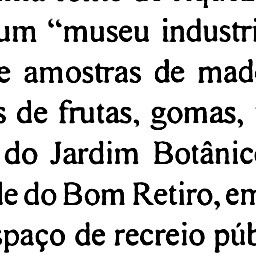 um “museu industri
e amostras de mad
s de frutas, gomas,
do Jardim Botânic
le do Bom Retiro, em
spaço de recreio púb